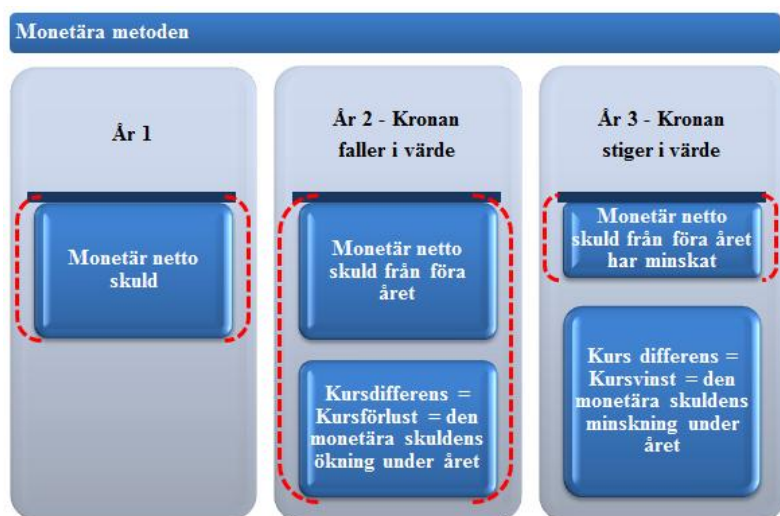 Monetära metoden
År 1
Monetär netto
skuld
År 2 - Kronan
faller i värde
Monetär netto
skuld från föra
året
Kursdifferens =
Kursförlust = den
monetära skuldens
ökning under året
År 3 - Kronan
stiger i värde
Monetär netto
skuld från föra året
har minskat
Kurs differens =
Kursvinst = den
monetära skuldens
minskning under
året